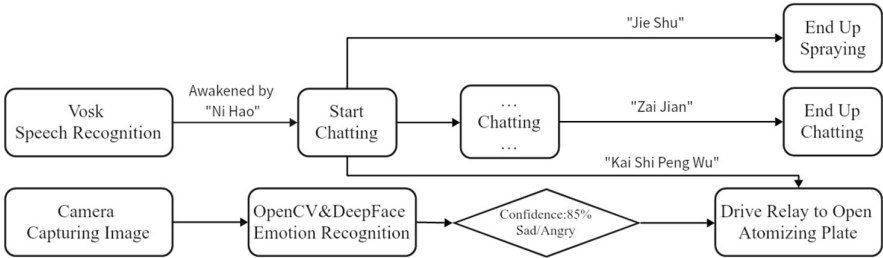 "Jie Shu"
End Up
Spraying
Vosk
Speech Recognition
Awakened by
"Ni Hao"
Start
Chatting
...
Chatting
...
"Zai Jian"
End Up
Chatting
"Kai Shi Peng Wu"
Camera
Capturing Image
OpenCV&DeepFace
Emotion Recognition
Confidence:85%
Sad/Angry
Drive Relay to Open
Atomizing Plate